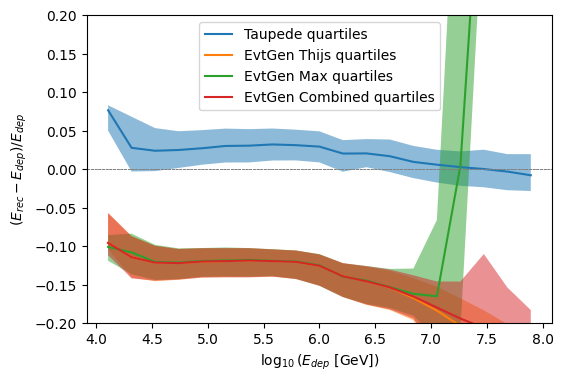 Taupede quartiles
EvtGen Thijs quartiles
EvtGen Max quartiles
EvtGen Combined quartiles
(E_rec − E_dep)/E_dep
0.20
0.15
0.10
0.05
0.00
−0.05
−0.10
−0.15
−0.20
4.0 4.5 5.0 5.5 6.0 6.5 7.0 7.5 8.0
log₁₀ (E_dep [GeV])